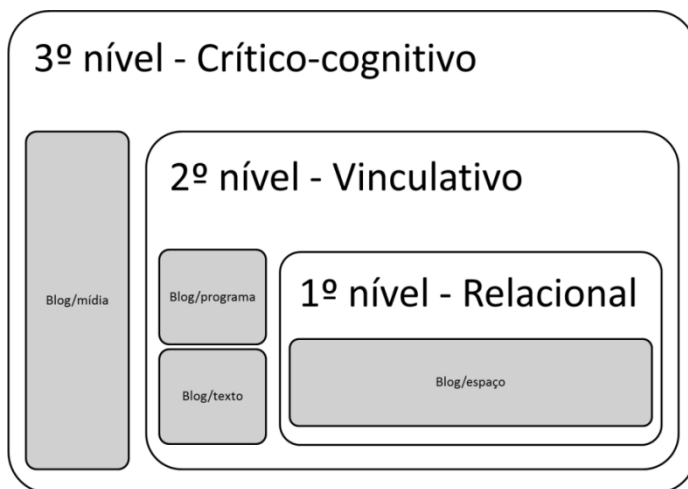 3º nível - Crítico-cognitivo
Blog/mídia
2º nível - Vinculativo
Blog/programa
Blog/texto
1º nível - Relacional
Blog/espaço